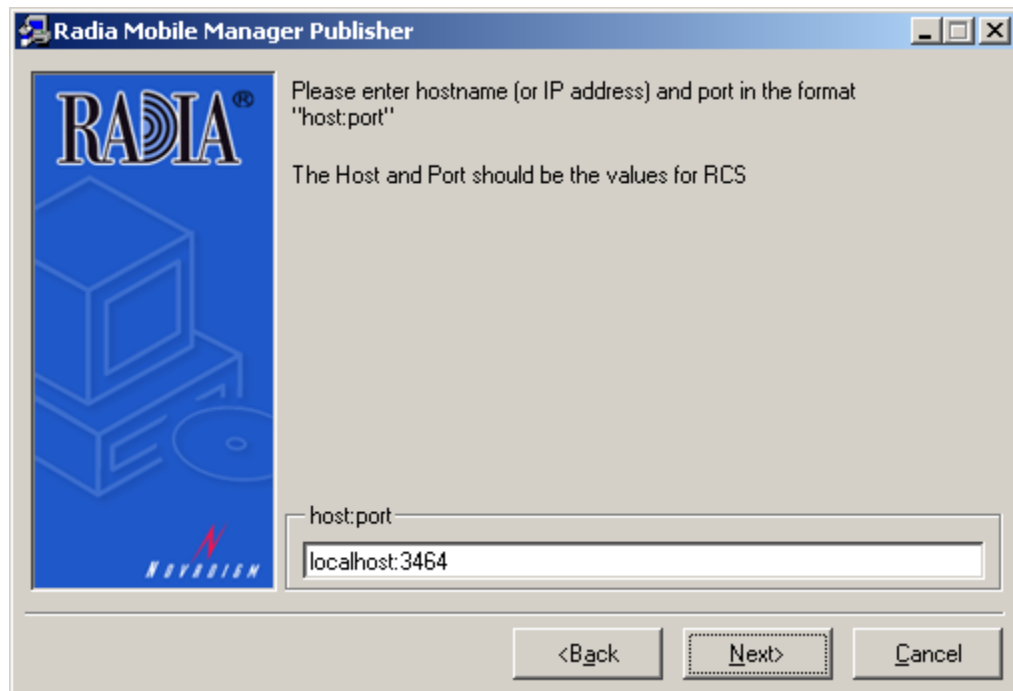 Radia Mobile Manager Publisher
RADIA®
Please enter hostname (or IP address) and port in the format
"host:port"
The Host and Port should be the values for RCS
NOVADIGM
host:port
localhost:3464
<Back
Next>
Cancel